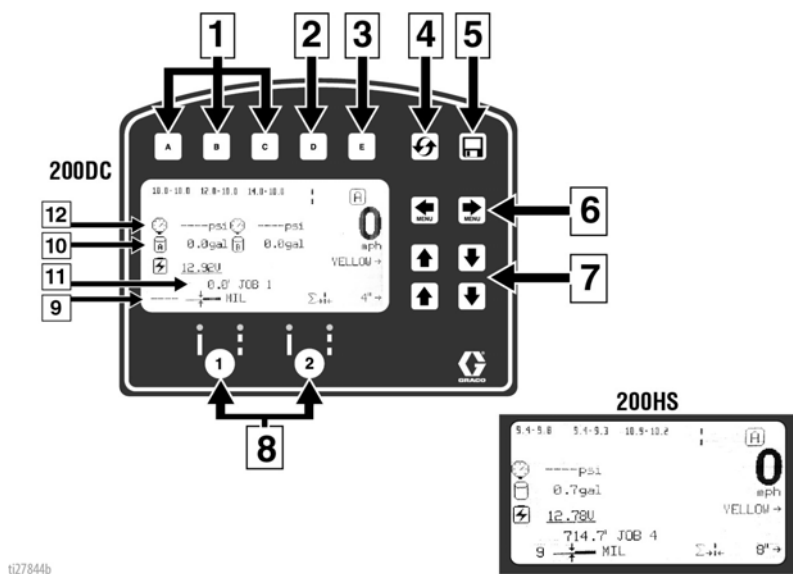 1 2 3 4 5
A B C D E
200DC
10.0-10.0 12.0-10.0 14.0-10.0 A
12 ----psi ----psi 0
10 A 0.0gal B 0.0gal mph
MENU MENU 6
YELLOW→
12.92V
11 0.0' JOB 1
7
9 ---- MIL Σ 4"→
1 2
GRACO
8
200HS
5.4-5.8 5.4-5.3 10.9-10.2 A
----psi 0
0.7gal mph
YELLOW→
12.78V
714.7' JOB 4
9 MIL Σ 8"→
ti27844b